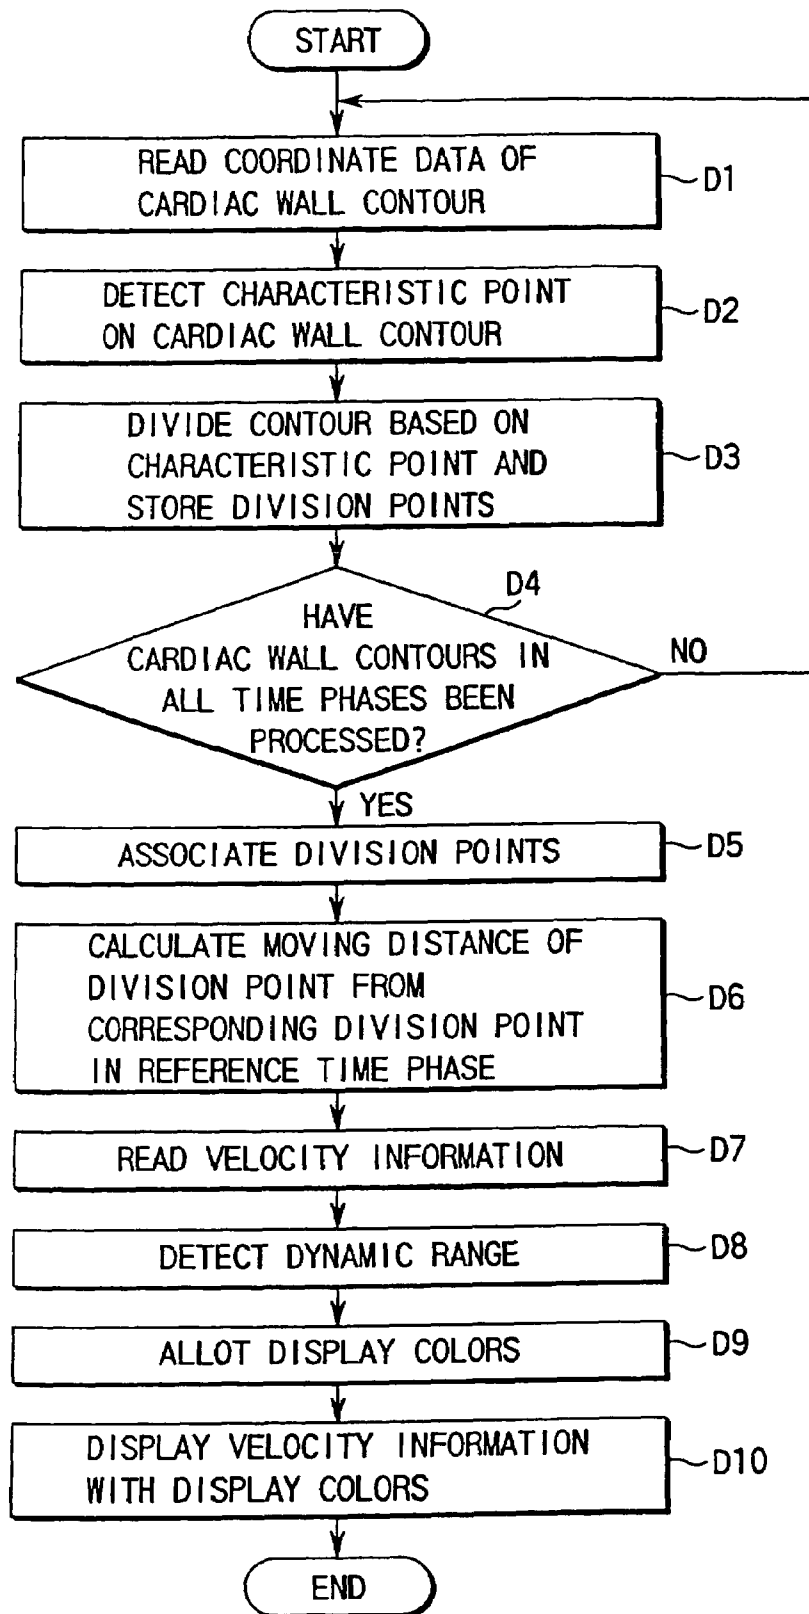 START
READ COORDINATE DATA OF
CARDIAC WALL CONTOUR
D1
DETECT CHARACTERISTIC POINT
ON CARDIAC WALL CONTOUR
D2
DIVIDE CONTOUR BASED ON
CHARACTERISTIC POINT AND
STORE DIVISION POINTS
D3
D4
HAVE
CARDIAC WALL CONTOURS IN
ALL TIME PHASES BEEN
PROCESSED?
NO
YES
ASSOCIATE DIVISION POINTS
D5
CALCULATE MOVING DISTANCE OF
DIVISION POINT FROM
CORRESPONDING DIVISION POINT
IN REFERENCE TIME PHASE
D6
READ VELOCITY INFORMATION
D7
DETECT DYNAMIC RANGE
D8
ALLOT DISPLAY COLORS
D9
DISPLAY VELOCITY INFORMATION
WITH DISPLAY COLORS
D10
END